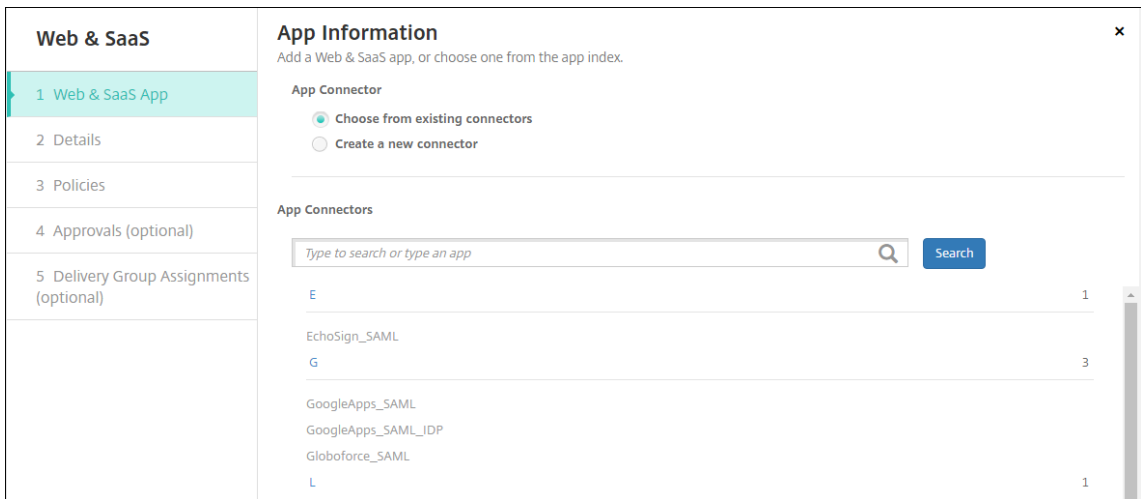 Web & SaaS
1 Web & SaaS App
2 Details
3 Policies
4 Approvals (optional)
5 Delivery Group Assignments
(optional)
App Information
Add a Web & SaaS app, or choose one from the app index.
App Connector
Choose from existing connectors
Create a new connector
App Connectors
Type to search or type an app
Search
E 1
EchoSign_SAML
G 3
GoogleApps_SAML
GoogleApps_SAML_IDP
Globoforce_SAML
L 1